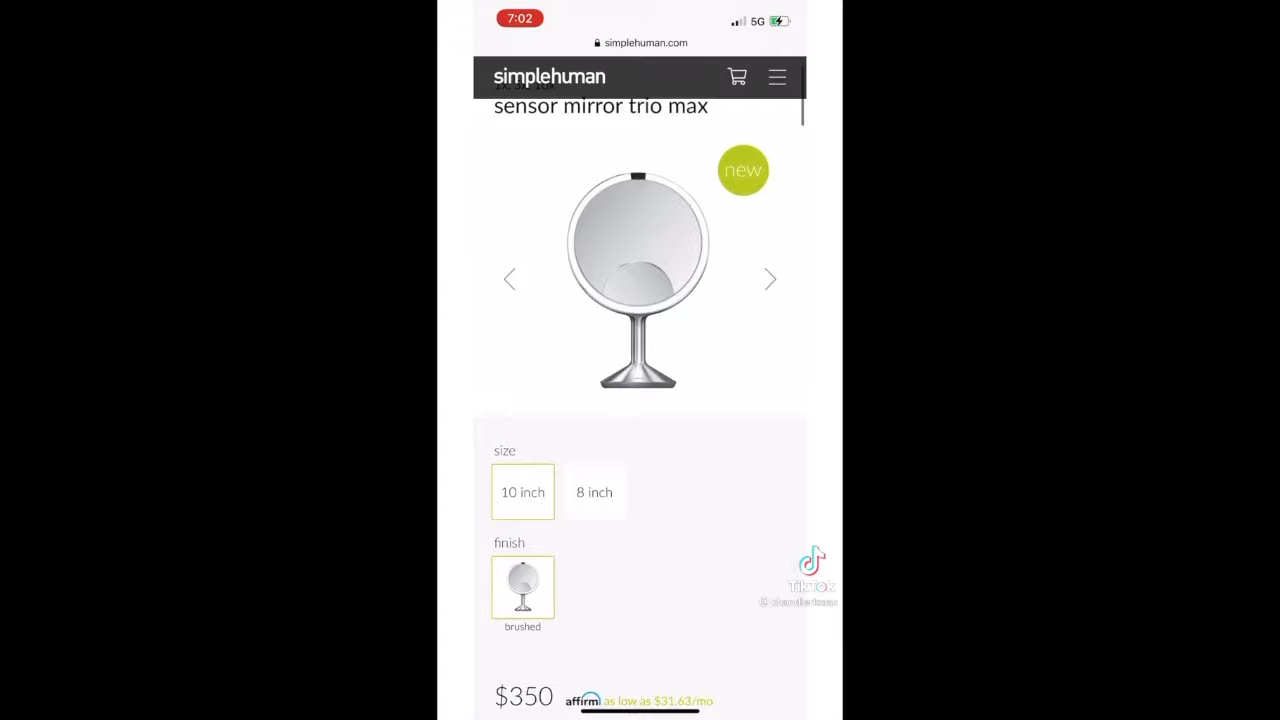 7:02
5G
simplehuman.com
simplehuman
sensor mirror trio max
new
size
10 inch
8 inch
finish
brushed
$350 affirm as low as $31.63/mo
TikTok